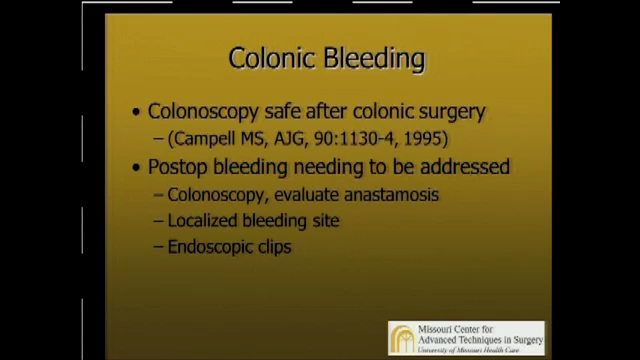 Colonic Bleeding
• Colonoscopy safe after colonic surgery
– (Campell MS, AJG, 90:1130-4, 1995)
• Postop bleeding needing to be addressed
– Colonoscopy, evaluate anastamosis
– Localized bleeding site
– Endoscopic clips
Missouri Center for
Advanced Techniques in Surgery
University of Missouri Health Care